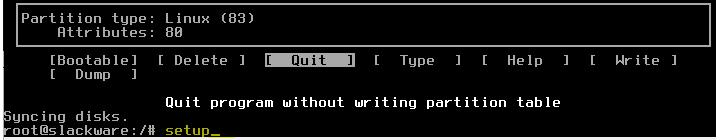 Partition type: Linux (83)
Attributes: 80
[Bootable] [ Delete ] [ Quit ] [ Type ] [ Help ] [ Write ]
[ Dump ]
Quit program without writing partition table
Syncing disks.
root@slackware:/# setup_